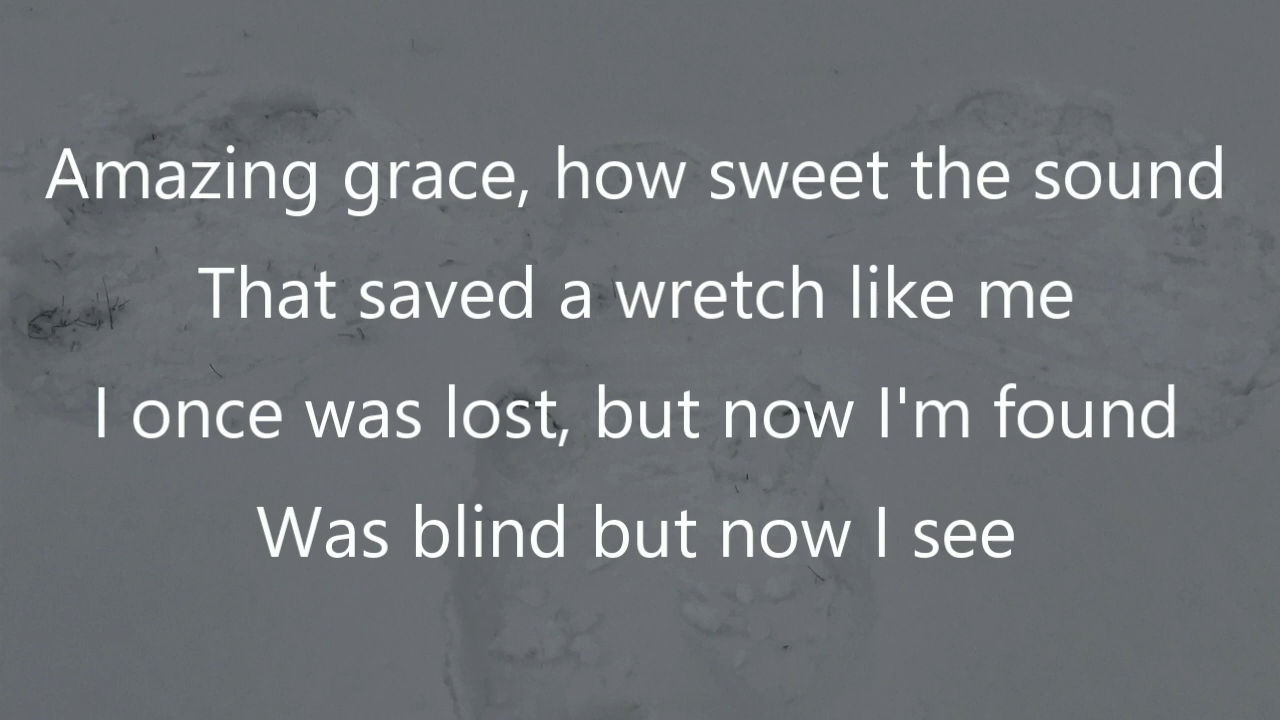 Amazing grace, how sweet the sound
That saved a wretch like me
I once was lost, but now I'm found
Was blind but now I see